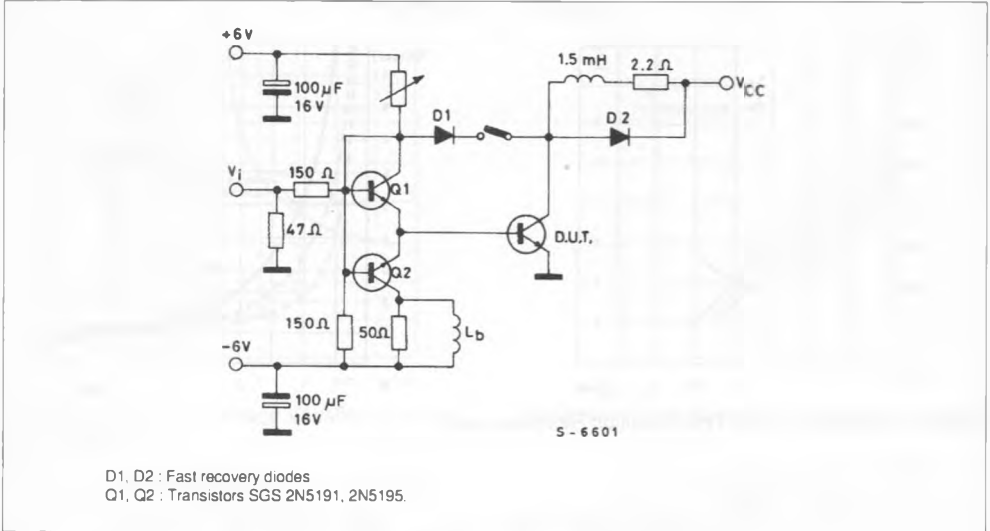 +6V
100μF
16V
D1
1.5 mH
2.2 Ω
VCC
D2
Vi
150 Ω
Q1
47Ω
D.U.T.
Q2
150Ω
50Ω
Lb
-6V
100 μF
16V
S-6601
D1, D2 : Fast recovery diodes
Q1, Q2 : Transistors SGS 2N5191, 2N5195.